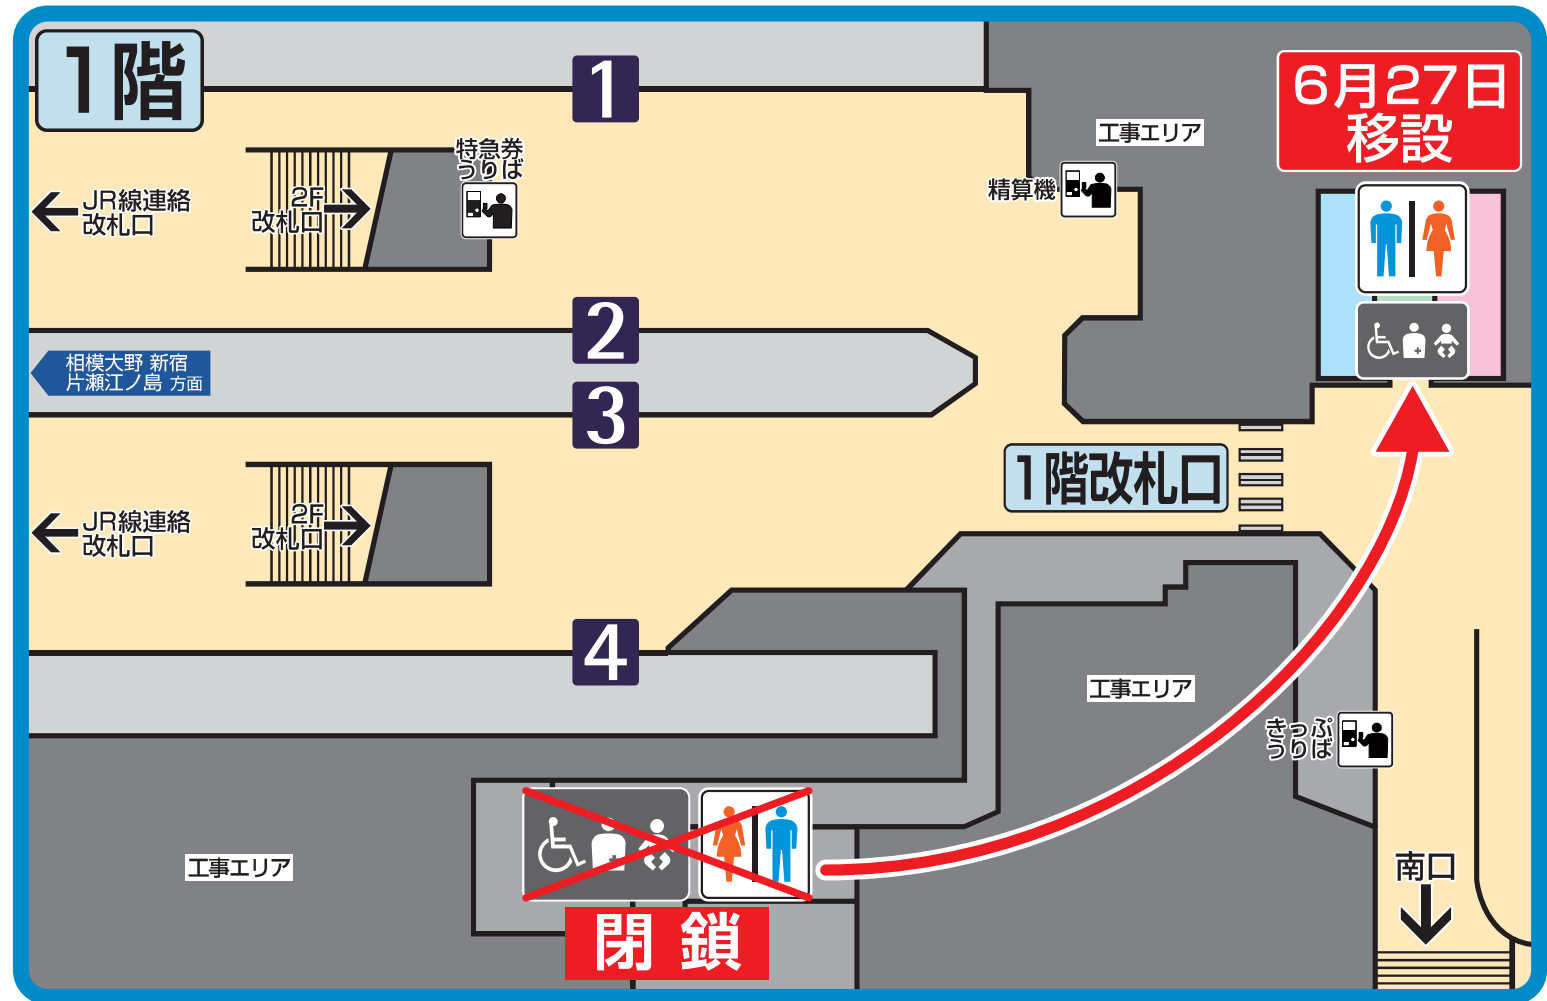 1階
1
6月27日
移設
工事エリア
特急券
うりば
精算機
JR線連絡
改札口
2F
改札口
2
相模大野 新宿
片瀬江ノ島 方面
3
1階改札口
JR線連絡
改札口
2F
改札口
4
工事エリア
きっぷ
うりば
工事エリア
南口
閉鎖